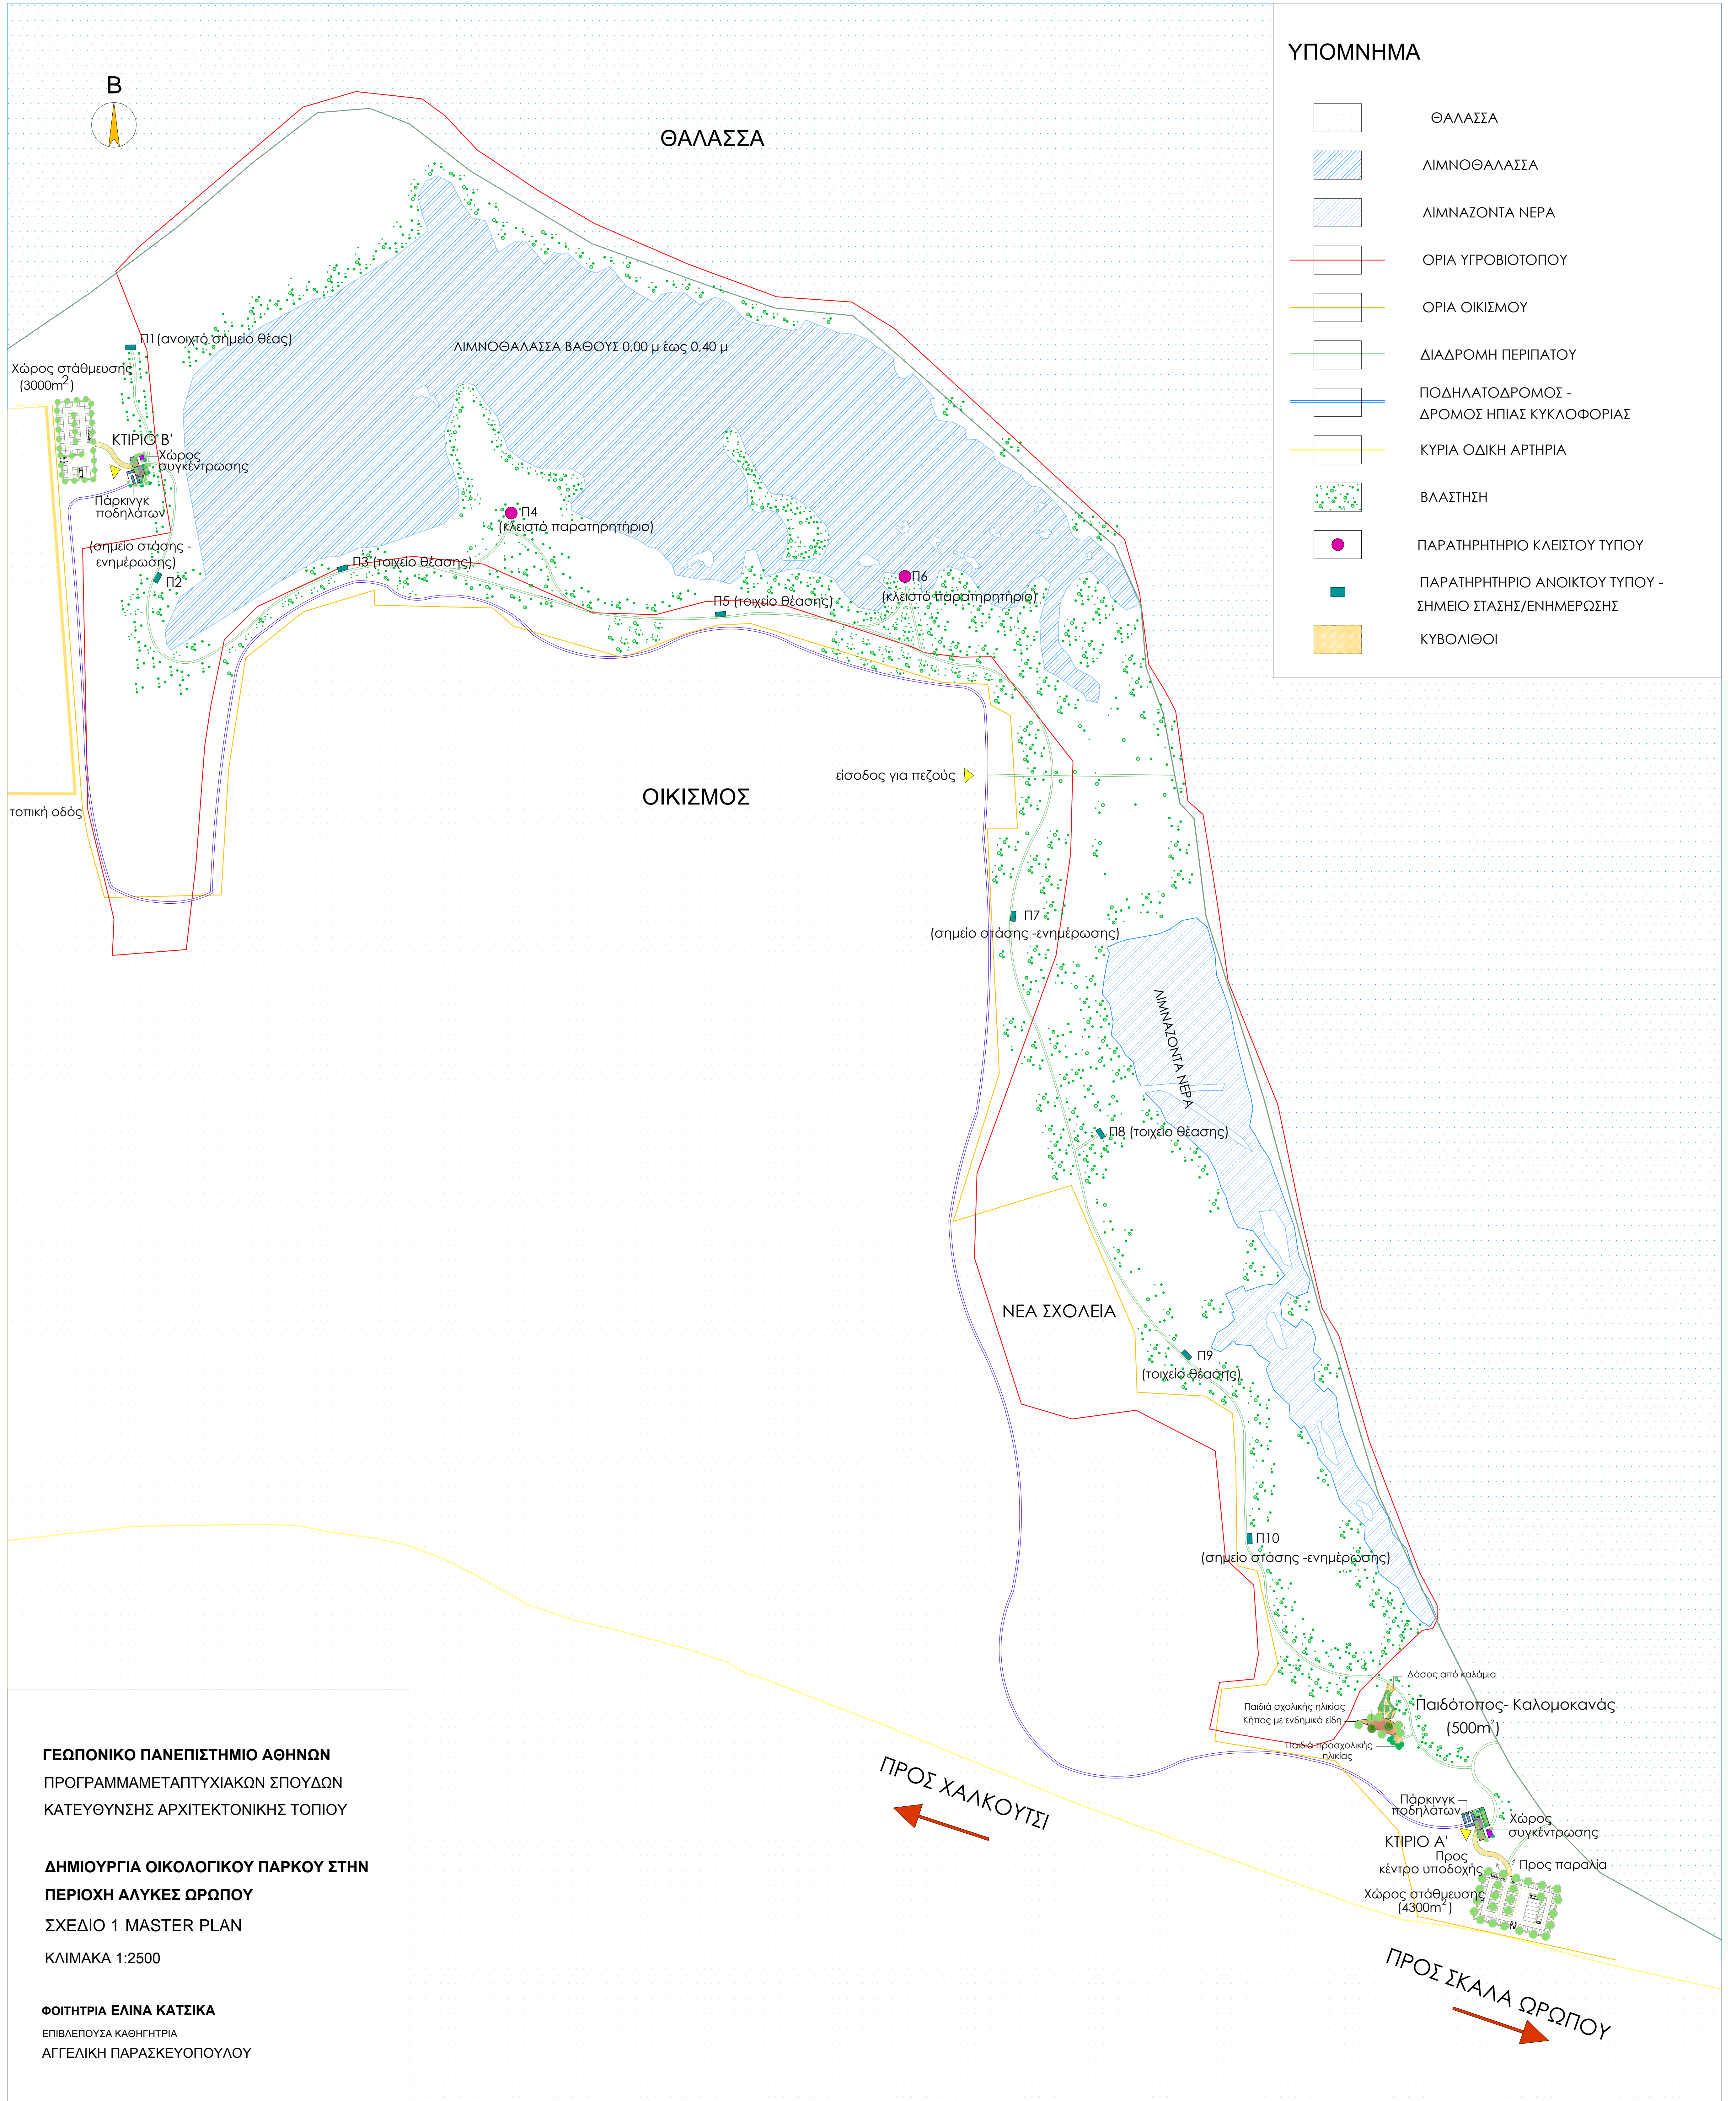 Β
ΘΑΛΑΣΣΑ
ΥΠΟΜΝΗΜΑ
ΘΑΛΑΣΣΑ
ΛΙΜΝΟΘΑΛΑΣΣΑ
ΛΙΜΝΑΖΟΝΤΑ ΝΕΡΑ
ΟΡΙΑ ΥΓΡΟΒΙΟΤΟΠΟΥ
ΟΡΙΑ ΟΙΚΙΣΜΟΥ
ΔΙΑΔΡΟΜΗ ΠΕΡΙΠΑΤΟΥ
ΠΟΔΗΛΑΤΟΔΡΟΜΟΣ -
ΔΡΟΜΟΣ ΗΠΙΑΣ ΚΥΚΛΟΦΟΡΙΑΣ
ΚΥΡΙΑ ΟΔΙΚΗ ΑΡΤΗΡΙΑ
ΒΛΑΣΤΗΣΗ
ΠΑΡΑΤΗΡΗΤΗΡΙΟ ΚΛΕΙΣΤΟΥ ΤΥΠΟΥ
ΠΑΡΑΤΗΡΗΤΗΡΙΟ ΑΝΟΙΚΤΟΥ ΤΥΠΟΥ -
ΣΗΜΕΙΟ ΣΤΑΣΗΣ/ΕΝΗΜΕΡΩΣΗΣ
ΚΥΒΟΛΙΘΟΙ
Π1(ανοιχτό σημείο θέας)
ΛΙΜΝΟΘΑΛΑΣΣΑ ΒΑΘΟΥΣ 0,00 μ έως 0,40 μ
Χώρος στάθμευσης
(3000m2)
ΚΤΙΡΙΟ Β'
Χώρος
συγκέντρωσης
Πάρκινγκ
ποδηλάτων
(σημείο στάσης -
ενημέρωσης)
Π2
Π3 (τοιχείο θέασης)
Π4
(κλειστό παρατηρητήριο)
Π5 (τοιχείο θέασης)
Π6
(κλειστό παρατηρητήριο)
είσοδος για πεζούς
ΟΙΚΙΣΜΟΣ
τοπική οδός
Π7
(σημείο στάσης -ενημέρωσης)
ΛΙΜΝΑΖΟΝΤΑ ΝΕΡΑ
Π8 (τοιχείο θέασης)
ΝΕΑ ΣΧΟΛΕΙΑ
Π9
(τοιχείο θέασης)
Π10
(σημείο στάσης -ενημέρωσης)
Δάσος από καλάμια
Παιδότοπος- Καλομοκανάς
(500m2)
Παιδιά σχολικής ηλικίας
Κήπος με ενδημικά είδη
Παιδιά προσχολικής
ηλικίας
Πάρκινγκ
ποδηλάτων
Χώρος
συγκέντρωσης
ΚΤΙΡΙΟ Α'
Προς
κέντρο υποδοχής
Προς παραλία
Χώρος στάθμευσης
(4300m2)
ΠΡΟΣ ΧΑΛΚΟΥΤΣΙ
ΠΡΟΣ ΣΚΑΛΑ ΩΡΩΠΟΥ
ΓΕΩΠΟΝΙΚΟ ΠΑΝΕΠΙΣΤΗΜΙΟ ΑΘΗΝΩΝ
ΠΡΟΓΡΑΜΜΑΜΕΤΑΠΤΥΧΙΑΚΩΝ ΣΠΟΥΔΩΝ
ΚΑΤΕΥΘΥΝΣΗΣ ΑΡΧΙΤΕΚΤΟΝΙΚΗΣ ΤΟΠΙΟΥ
ΔΗΜΙΟΥΡΓΙΑ ΟΙΚΟΛΟΓΙΚΟΥ ΠΑΡΚΟΥ ΣΤΗΝ
ΠΕΡΙΟΧΗ ΑΛΥΚΕΣ ΩΡΩΠΟΥ
ΣΧΕΔΙΟ 1 MASTER PLAN
ΚΛΙΜΑΚΑ 1:2500
ΦΟΙΤΗΤΡΙΑ ΕΛΙΝΑ ΚΑΤΣΙΚΑ
ΕΠΙΒΛΕΠΟΥΣΑ ΚΑΘΗΓΗΤΡΙΑ
ΑΓΓΕΛΙΚΗ ΠΑΡΑΣΚΕΥΟΠΟΥΛΟΥ